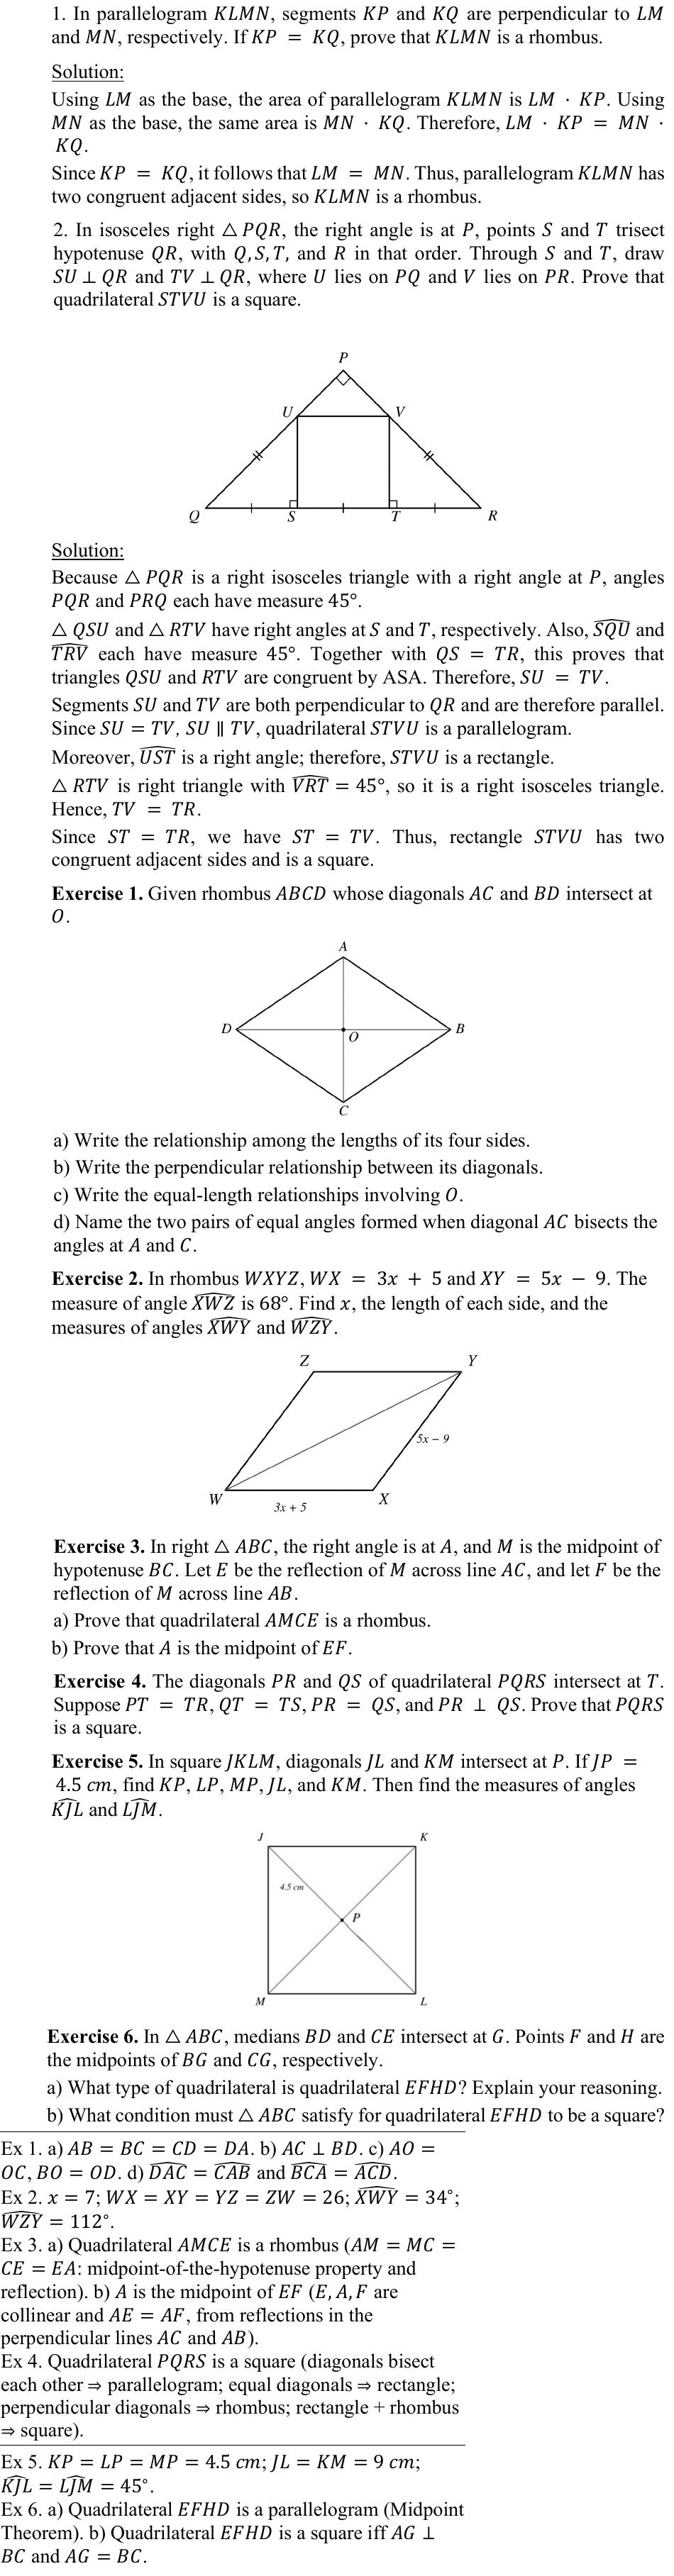 1. In parallelogram KLMN, segments KP and KQ are perpendicular to LM
and MN, respectively. If KP = KQ, prove that KLMN is a rhombus.
Solution:
Using LM as the base, the area of parallelogram KLMN is LM · KP. Using
MN as the base, the same area is MN · KQ. Therefore, LM · KP = MN ·
KQ.
Since KP = KQ, it follows that LM = MN. Thus, parallelogram KLMN has
two congruent adjacent sides, so KLMN is a rhombus.
2. In isosceles right △ PQR, the right angle is at P, points S and T trisect
hypotenuse QR, with Q, S, T, and R in that order. Through S and T, draw
SU ⊥ QR and TV ⊥ QR, where U lies on PQ and V lies on PR. Prove that
quadrilateral STVU is a square.
P
U V
Q S T R
Solution:
Because △ PQR is a right isosceles triangle with a right angle at P, angles
PQR and PRQ each have measure 45°.
△ QSU and △ RTV have right angles at S and T, respectively. Also, \widehat{SQU} and
\widehat{TRV} each have measure 45°. Together with QS = TR, this proves that
triangles QSU and RTV are congruent by ASA. Therefore, SU = TV.
Segments SU and TV are both perpendicular to QR and are therefore parallel.
Since SU = TV, SU ∥ TV, quadrilateral STVU is a parallelogram.
Moreover, \widehat{UST} is a right angle; therefore, STVU is a rectangle.
△ RTV is right triangle with \widehat{VRT} = 45°, so it is a right isosceles triangle.
Hence, TV = TR.
Since ST = TR, we have ST = TV. Thus, rectangle STVU has two
congruent adjacent sides and is a square.
Exercise 1. Given rhombus ABCD whose diagonals AC and BD intersect at
O.
A
D O B
C
a) Write the relationship among the lengths of its four sides.
b) Write the perpendicular relationship between its diagonals.
c) Write the equal-length relationships involving O.
d) Name the two pairs of equal angles formed when diagonal AC bisects the
angles at A and C.
Exercise 2. In rhombus WXYZ, WX = 3x + 5 and XY = 5x − 9. The
measure of angle \widehat{XWZ} is 68°. Find x, the length of each side, and the
measures of angles \widehat{XWY} and \widehat{WZY}.
Z Y
5x − 9
W X
3x + 5
Exercise 3. In right △ ABC, the right angle is at A, and M is the midpoint of
hypotenuse BC. Let E be the reflection of M across line AC, and let F be the
reflection of M across line AB.
a) Prove that quadrilateral AMCE is a rhombus.
b) Prove that A is the midpoint of EF.
Exercise 4. The diagonals PR and QS of quadrilateral PQRS intersect at T.
Suppose PT = TR, QT = TS, PR = QS, and PR ⊥ QS. Prove that PQRS
is a square.
Exercise 5. In square JKLM, diagonals JL and KM intersect at P. If JP =
4.5 cm, find KP, LP, MP, JL, and KM. Then find the measures of angles
\widehat{KJL} and \widehat{LJM}.
J K
4.5 cm
P
M L
Exercise 6. In △ ABC, medians BD and CE intersect at G. Points F and H are
the midpoints of BG and CG, respectively.
a) What type of quadrilateral is quadrilateral EFHD? Explain your reasoning.
b) What condition must △ ABC satisfy for quadrilateral EFHD to be a square?
Ex 1. a) AB = BC = CD = DA. b) AC ⊥ BD. c) AO =
OC, BO = OD. d) \widehat{DAC} = \widehat{CAB} and \widehat{BCA} = \widehat{ACD}.
Ex 2. x = 7; WX = XY = YZ = ZW = 26; \widehat{XWY} = 34°;
\widehat{WZY} = 112°.
Ex 3. a) Quadrilateral AMCE is a rhombus (AM = MC =
CE = EA: midpoint-of-the-hypotenuse property and
reflection). b) A is the midpoint of EF (E, A, F are
collinear and AE = AF, from reflections in the
perpendicular lines AC and AB).
Ex 4. Quadrilateral PQRS is a square (diagonals bisect
each other ⇒ parallelogram; equal diagonals ⇒ rectangle;
perpendicular diagonals ⇒ rhombus; rectangle + rhombus
⇒ square).
Ex 5. KP = LP = MP = 4.5 cm; JL = KM = 9 cm;
\widehat{KJL} = \widehat{LJM} = 45°.
Ex 6. a) Quadrilateral EFHD is a parallelogram (Midpoint
Theorem). b) Quadrilateral EFHD is a square iff AG ⊥
BC and AG = BC.